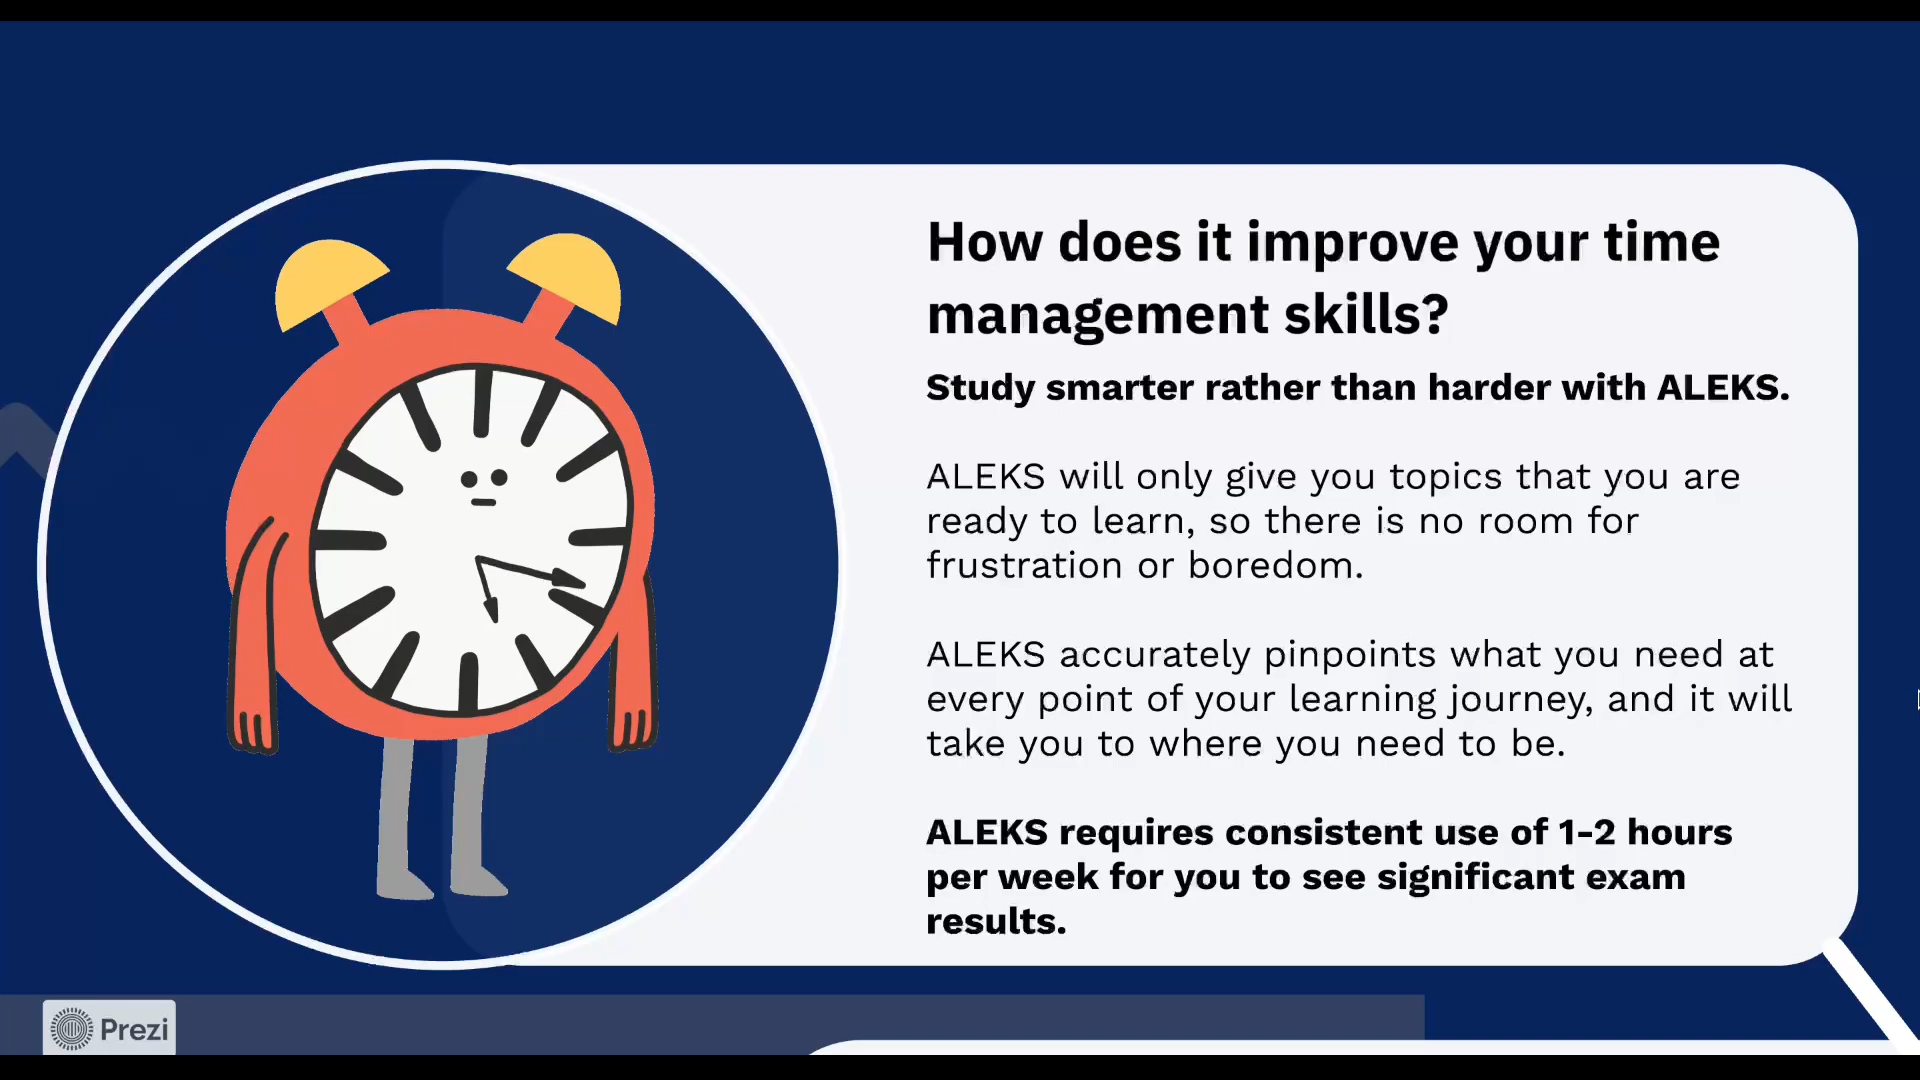 How does it improve your time
management skills?
Study smarter rather than harder with ALEKS.
ALEKS will only give you topics that you are
ready to learn, so there is no room for
frustration or boredom.
ALEKS accurately pinpoints what you need at
every point of your learning journey, and it will
take you to where you need to be.
ALEKS requires consistent use of 1-2 hours
per week for you to see significant exam
results.
Prezi